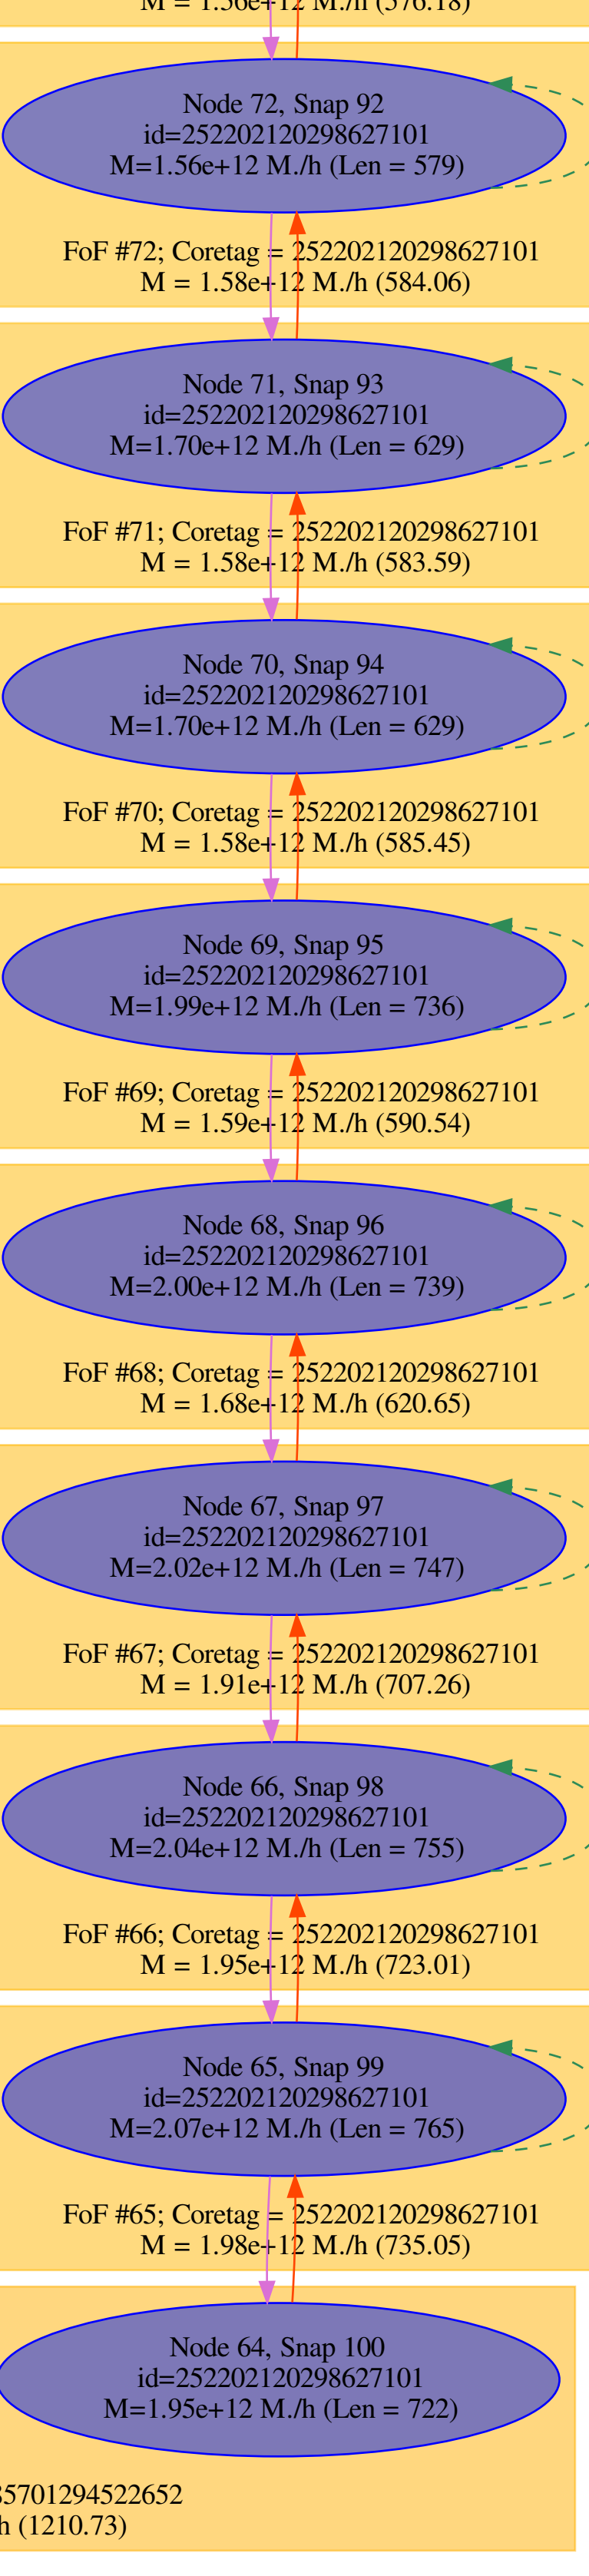 M = 1.56e+12 M./h (576.18)
Node 72, Snap 92
id=252202120298627101
M=1.56e+12 M./h (Len = 579)
FoF #72; Coretag = 252202120298627101
M = 1.58e+12 M./h (584.06)
Node 71, Snap 93
id=252202120298627101
M=1.70e+12 M./h (Len = 629)
FoF #71; Coretag = 252202120298627101
M = 1.58e+12 M./h (583.59)
Node 70, Snap 94
id=252202120298627101
M=1.70e+12 M./h (Len = 629)
FoF #70; Coretag = 252202120298627101
M = 1.58e+12 M./h (585.45)
Node 69, Snap 95
id=252202120298627101
M=1.99e+12 M./h (Len = 736)
FoF #69; Coretag = 252202120298627101
M = 1.59e+12 M./h (590.54)
Node 68, Snap 96
id=252202120298627101
M=2.00e+12 M./h (Len = 739)
FoF #68; Coretag = 252202120298627101
M = 1.68e+12 M./h (620.65)
Node 67, Snap 97
id=252202120298627101
M=2.02e+12 M./h (Len = 747)
FoF #67; Coretag = 252202120298627101
M = 1.91e+12 M./h (707.26)
Node 66, Snap 98
id=252202120298627101
M=2.04e+12 M./h (Len = 755)
FoF #66; Coretag = 252202120298627101
M = 1.95e+12 M./h (723.01)
Node 65, Snap 99
id=252202120298627101
M=2.07e+12 M./h (Len = 765)
FoF #65; Coretag = 252202120298627101
M = 1.98e+12 M./h (735.05)
Node 64, Snap 100
id=252202120298627101
M=1.95e+12 M./h (Len = 722)
85701294522652
h (1210.73)